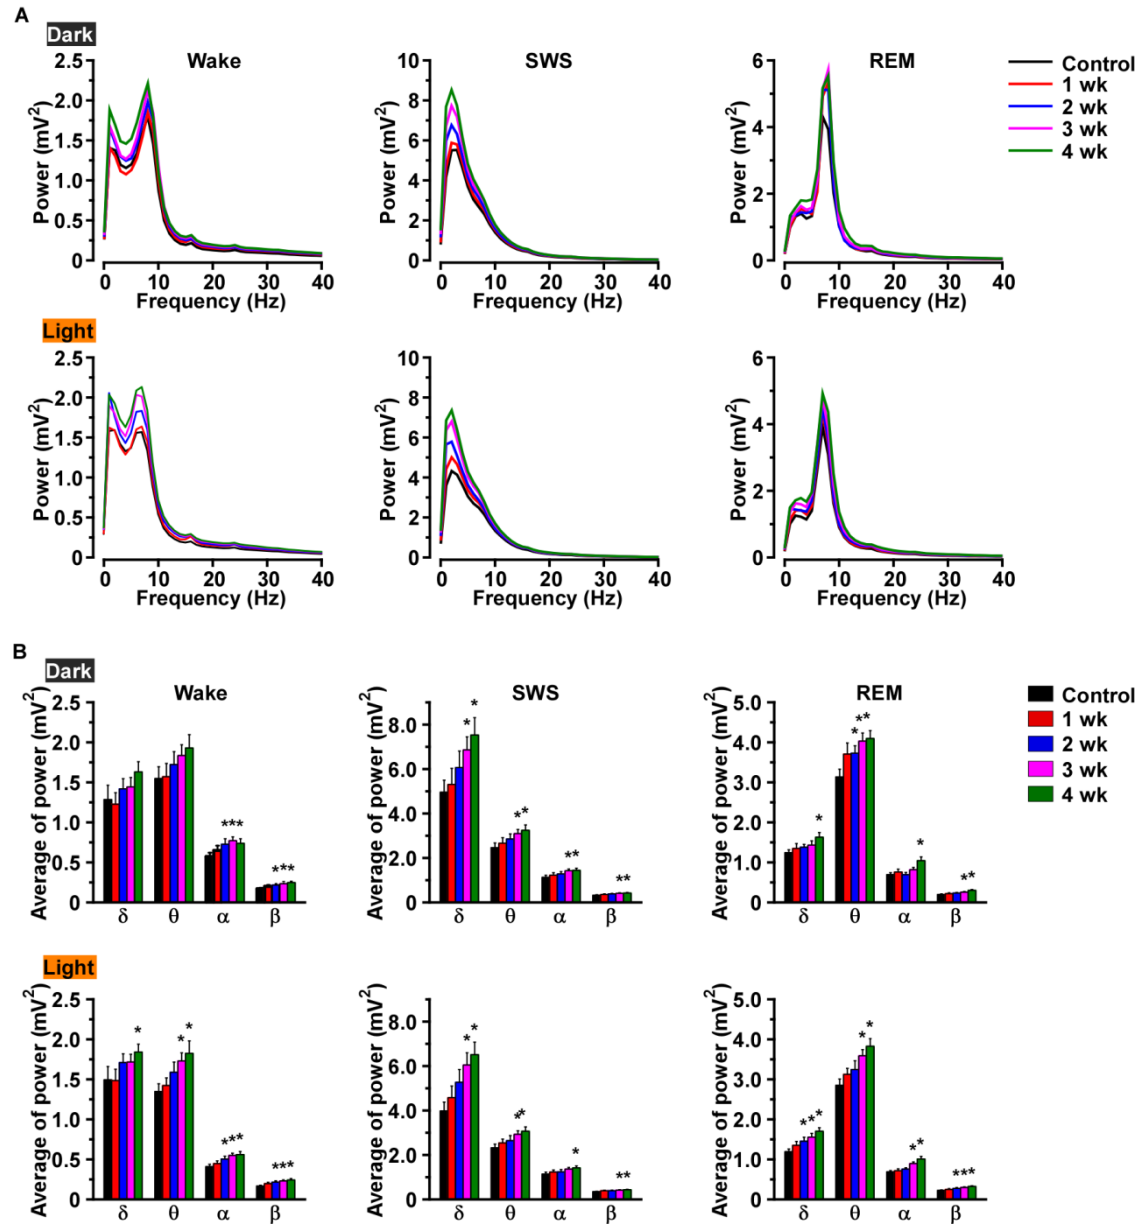 A
Dark
Wake SWS REM
Control
1 wk
2 wk
3 wk
4 wk
Power (mV²)
2.5
2.0
1.5
1.0
0.5
0
0 10 20 30 40
Frequency (Hz)
Power (mV²)
10
8
6
4
2
0
0 10 20 30 40
Frequency (Hz)
Power (mV²)
6
4
2
0
0 10 20 30 40
Frequency (Hz)
Light
Power (mV²)
2.5
2.0
1.5
1.0
0.5
0
0 10 20 30 40
Frequency (Hz)
Power (mV²)
10
8
6
4
2
0
0 10 20 30 40
Frequency (Hz)
Power (mV²)
6
4
2
0
0 10 20 30 40
Frequency (Hz)
B
Dark
Wake SWS REM
Control
1 wk
2 wk
3 wk
4 wk
Average of power (mV²)
2.5
2.0
1.5
1.0
0.5
0
* * *
* * *
δ θ α β
Average of power (mV²)
8.0
6.0
4.0
2.0
0
* *
* *
* *
* *
δ θ α β
Average of power (mV²)
5.0
4.0
3.0
2.0
1.0
0
*
* * *
*
* *
δ θ α β
Light
Average of power (mV²)
2.5
2.0
1.5
1.0
0.5
0
*
* *
* * *
* * *
δ θ α β
Average of power (mV²)
8.0
6.0
4.0
2.0
0
* *
* *
*
* *
δ θ α β
Average of power (mV²)
5.0
4.0
3.0
2.0
1.0
0
* * *
* *
* *
* * *
δ θ α β